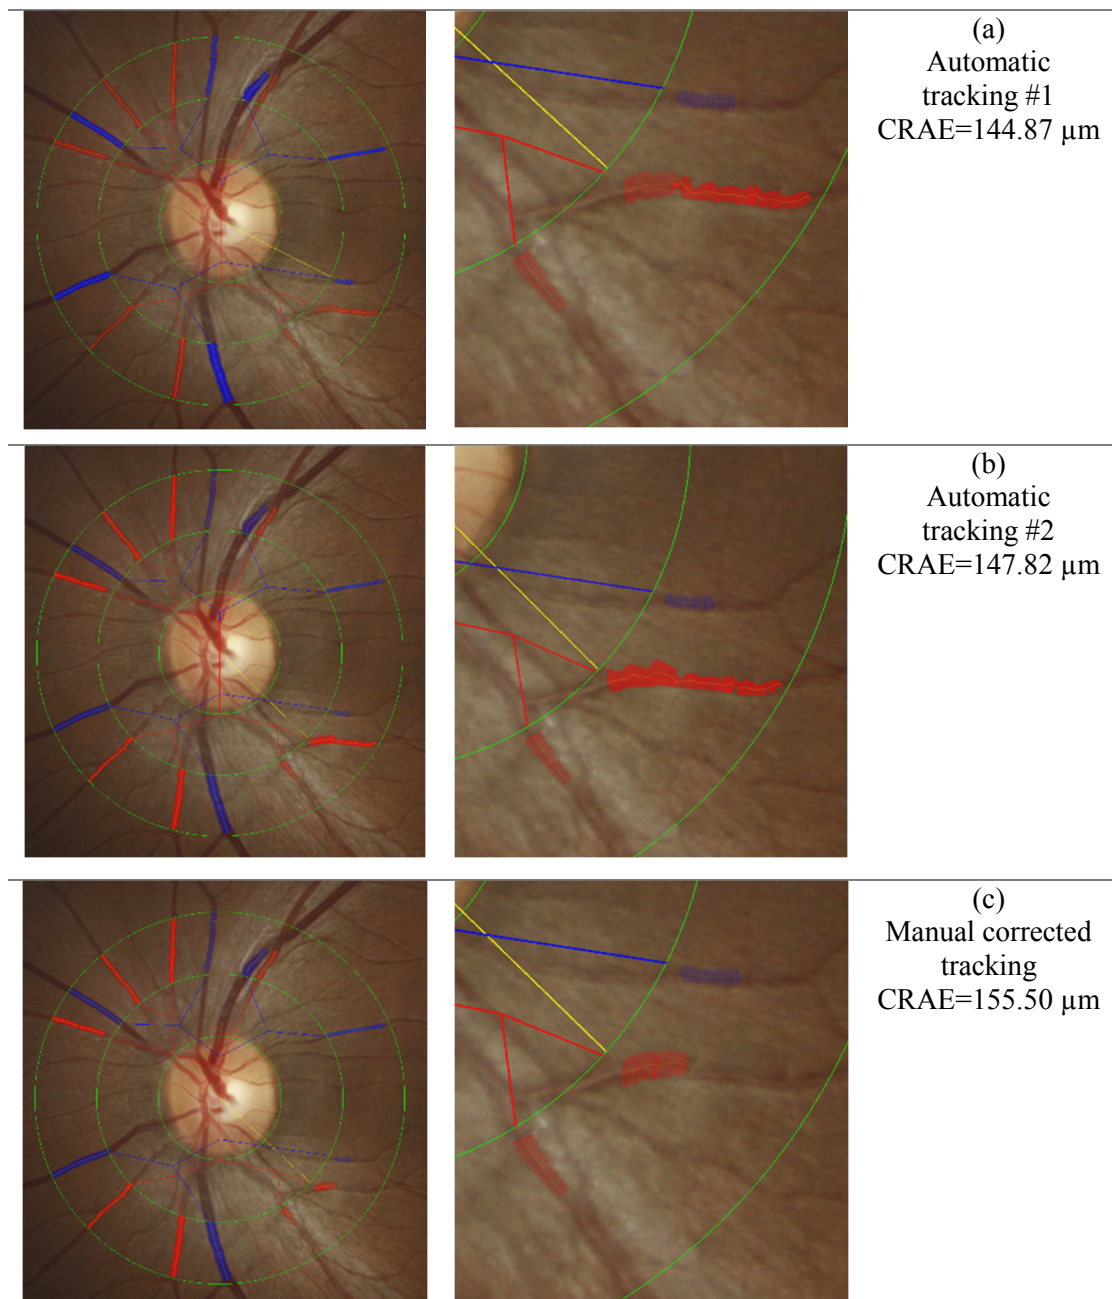 (a)
Automatic
tracking #1
CRAE=144.87 µm
(b)
Automatic
tracking #2
CRAE=147.82 µm
(c)
Manual corrected
tracking
CRAE=155.50 µm